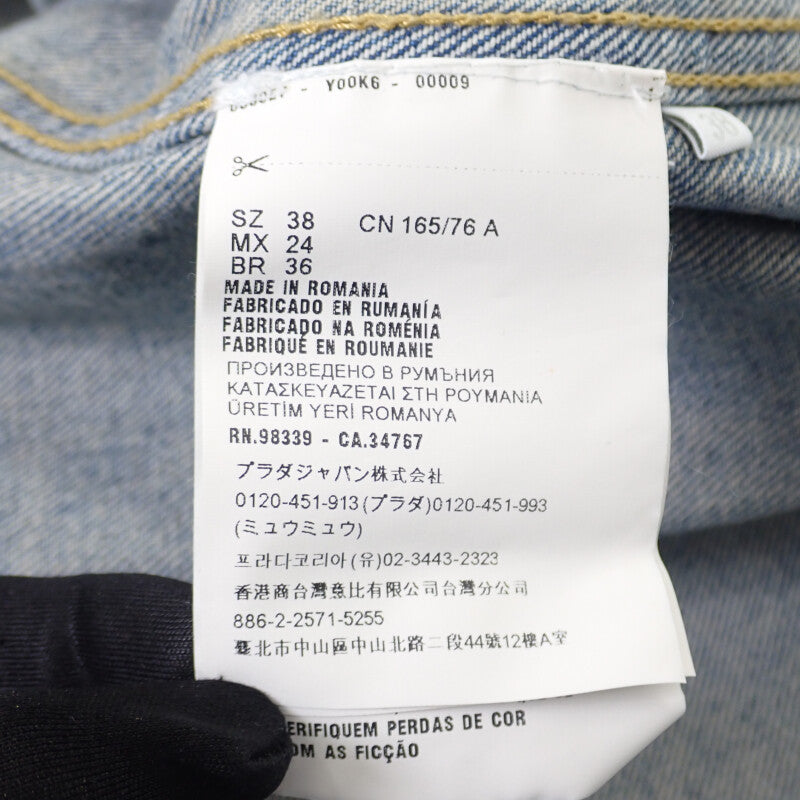 Y00K6 - 00009
SZ 38 CN 165/76 A
MX 24
BR 36
MADE IN ROMANIA
FABRICADO EN RUMANÍA
FABRICADO NA ROMÉNIA
FABRIQUÉ EN ROUMANIE
ПРОИЗВЕДЕНО В РУМЪНИЯ
ΚΑΤΑΣΚΕΥΑΖΕΤΑΙ ΣΤΗ ΡΟΥΜΑΝΙΑ
ÜRETİM YERİ ROMANYA
RN.98339 - CA.34767
プラダジャパン株式会社
0120-451-913(プラダ)0120-451-993
(ミュウミュウ)
프라다코리아(유)02-3443-2323
香港商台灣意比有限公司台灣分公司
886-2-2571-5255
臺北市中山區中山北路二段44號12樓A室
PERDAS DE COR
AS FICÇÃO